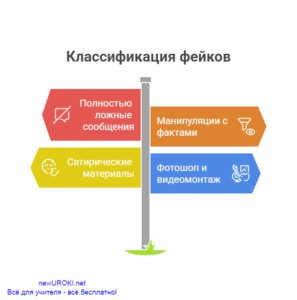 Классификация фейков
Полностью
ложные
сообщения
Манипуляции с
фактами
Сатирические
материалы
Фотошоп и
видеомонтаж
newUROKI.net
Всё для учителя - всё бесплатно!